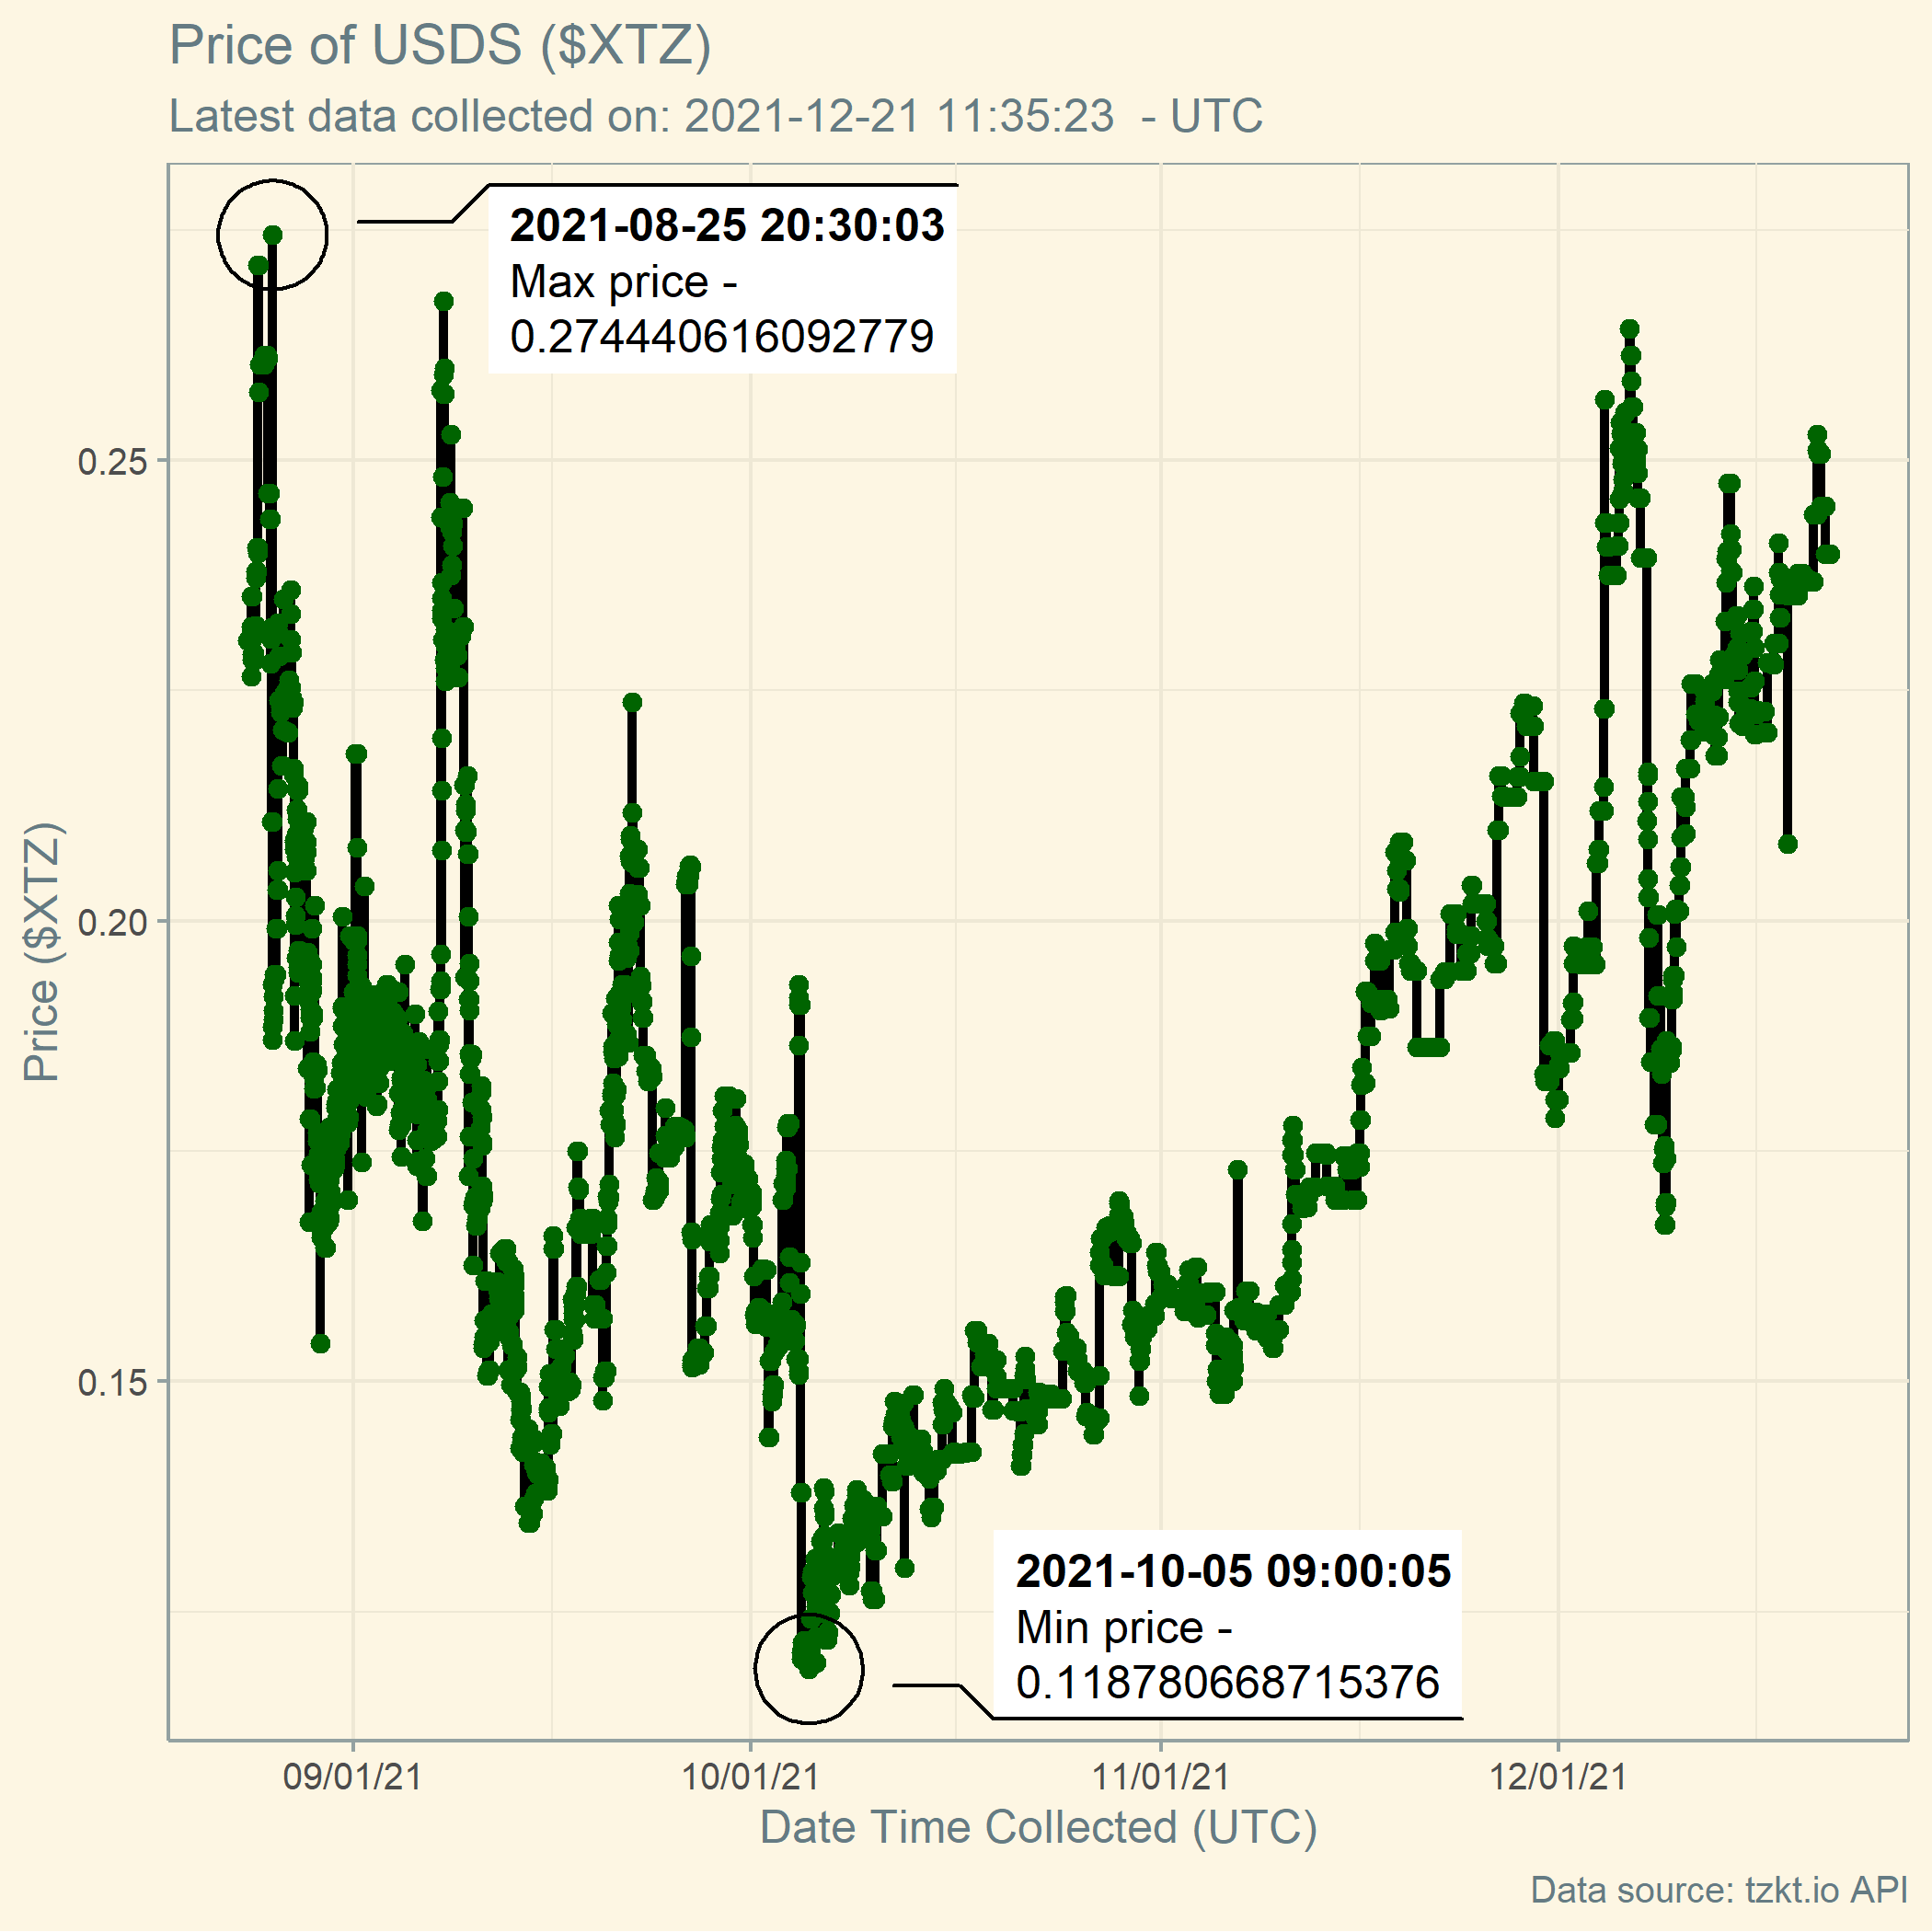 Price of USDS ($XTZ)
Latest data collected on: 2021-12-21 11:35:23  - UTC
2021-08-25 20:30:03
Max price -
0.274440616092779
0.25
0.20
0.15
Price ($XTZ)
2021-10-05 09:00:05
Min price -
0.118780668715376
09/01/21
10/01/21
11/01/21
12/01/21
Date Time Collected (UTC)
Data source: tzkt.io API